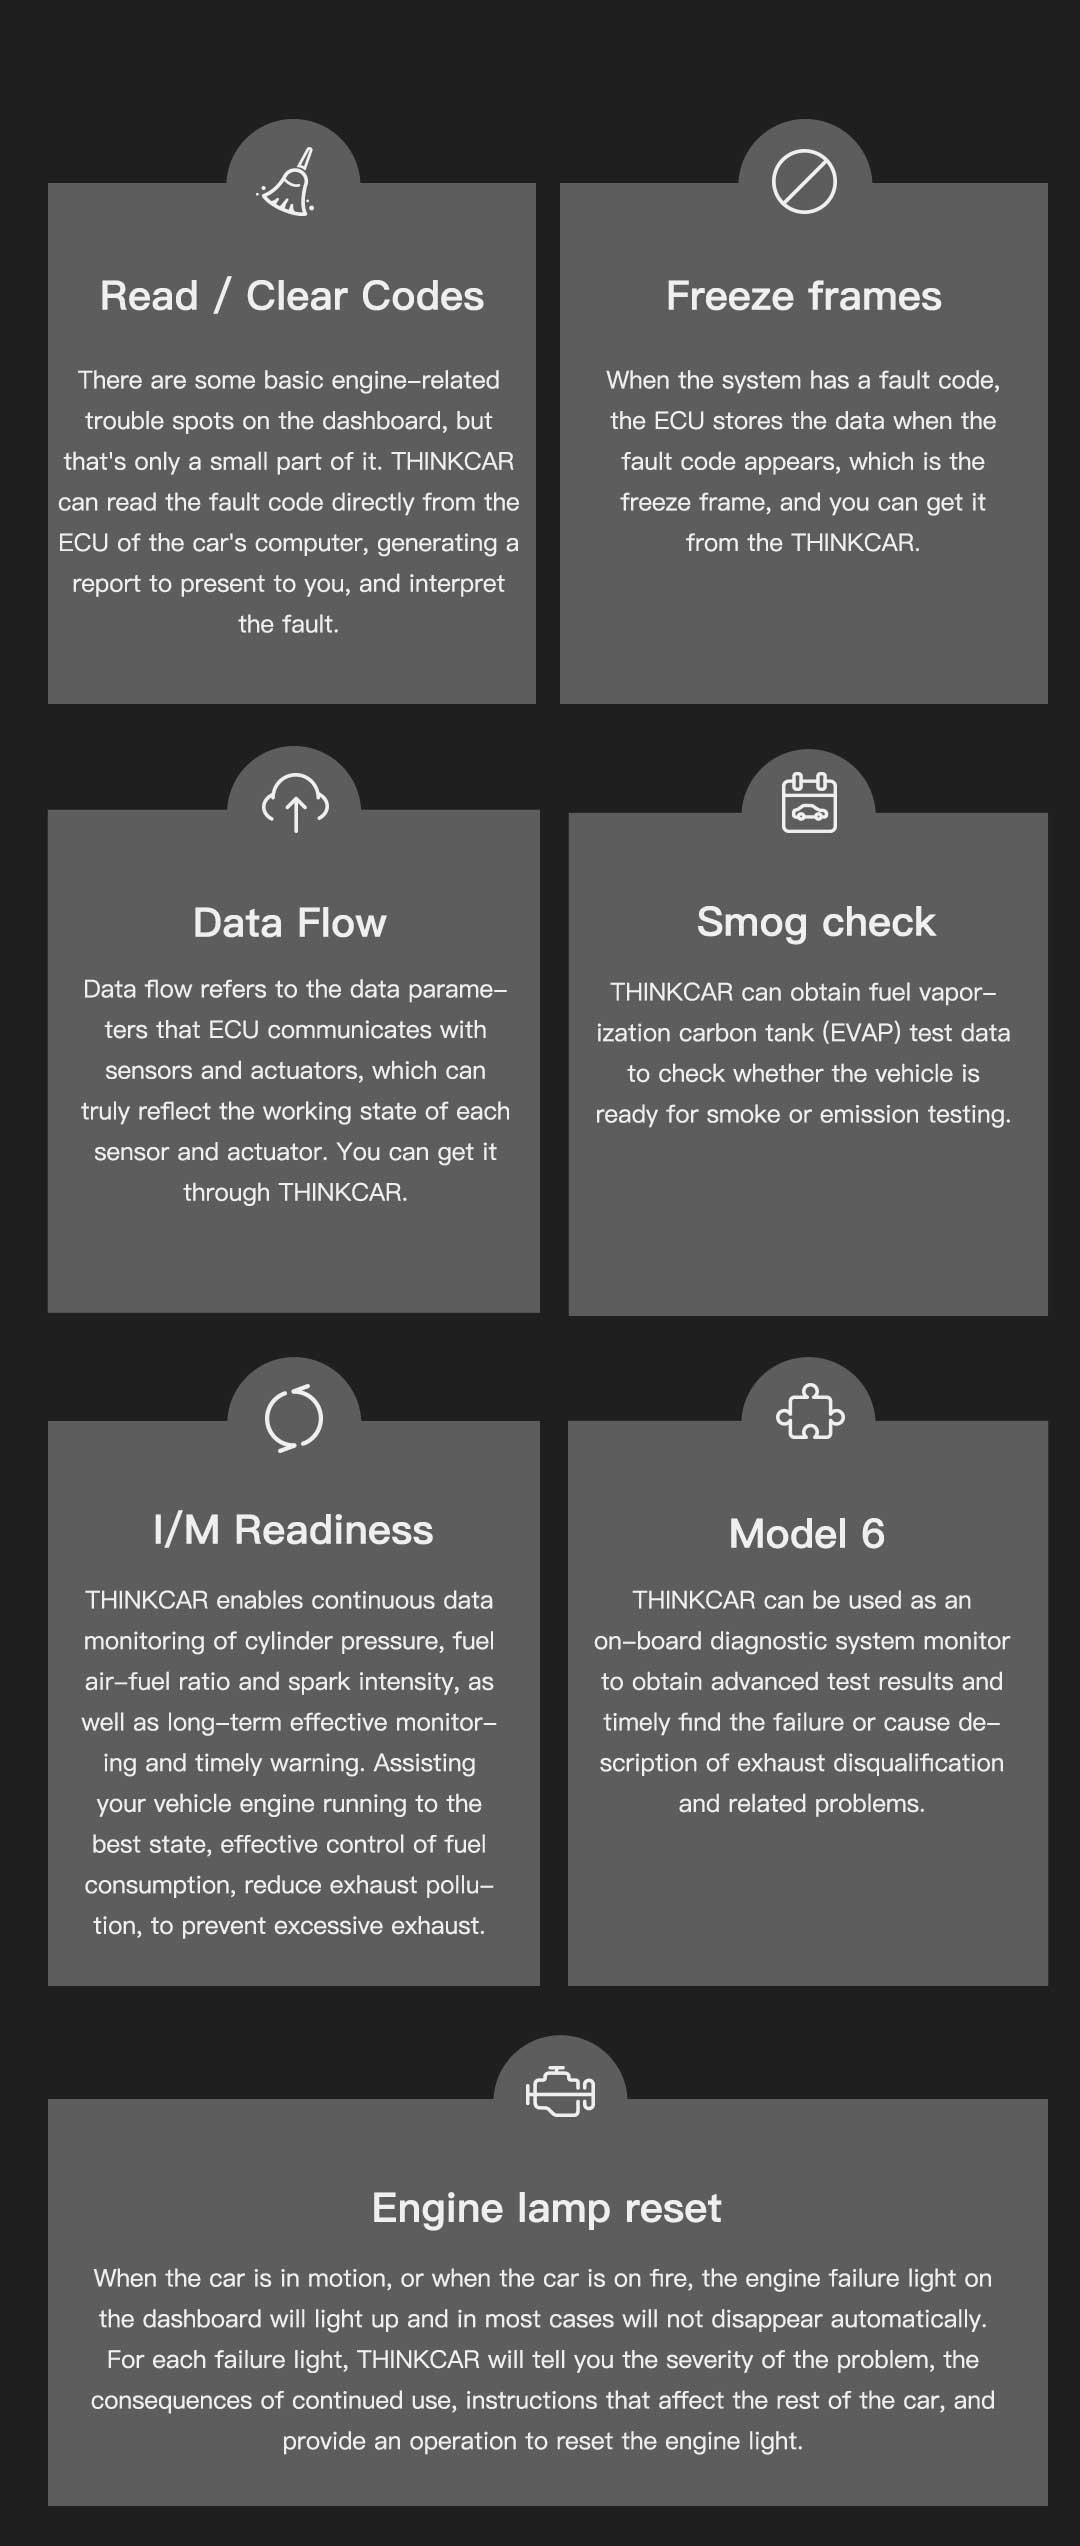 Read / Clear Codes
There are some basic engine-related
trouble spots on the dashboard, but
that's only a small part of it. THINKCAR
can read the fault code directly from the
ECU of the car's computer, generating a
report to present to you, and interpret
the fault.
Freeze frames
When the system has a fault code,
the ECU stores the data when the
fault code appears, which is the
freeze frame, and you can get it
from the THINKCAR.
Data Flow
Data flow refers to the data parame-
ters that ECU communicates with
sensors and actuators, which can
truly reflect the working state of each
sensor and actuator. You can get it
through THINKCAR.
Smog check
THINKCAR can obtain fuel vapor-
ization carbon tank (EVAP) test data
to check whether the vehicle is
ready for smoke or emission testing.
I/M Readiness
THINKCAR enables continuous data
monitoring of cylinder pressure, fuel
air-fuel ratio and spark intensity, as
well as long-term effective monitor-
ing and timely warning. Assisting
your vehicle engine running to the
best state, effective control of fuel
consumption, reduce exhaust pollu-
tion, to prevent excessive exhaust.
Model 6
THINKCAR can be used as an
on-board diagnostic system monitor
to obtain advanced test results and
timely find the failure or cause de-
scription of exhaust disqualification
and related problems.
Engine lamp reset
When the car is in motion, or when the car is on fire, the engine failure light on
the dashboard will light up and in most cases will not disappear automatically.
For each failure light, THINKCAR will tell you the severity of the problem, the
consequences of continued use, instructions that affect the rest of the car, and
provide an operation to reset the engine light.